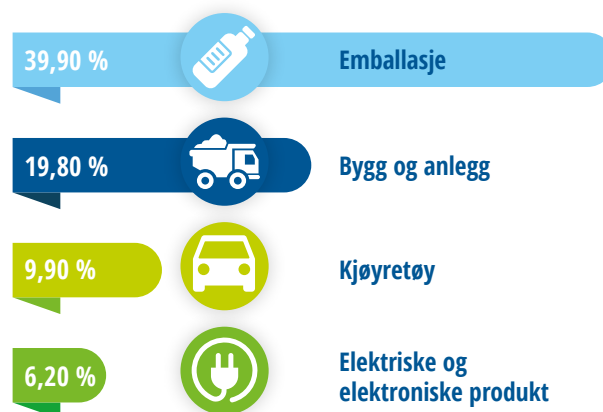 39,90 %
Emballasje
19,80 %
Bygg og anlegg
9,90 %
Kjøyretøy
6,20 %
Elektriske og
elektroniske produkt